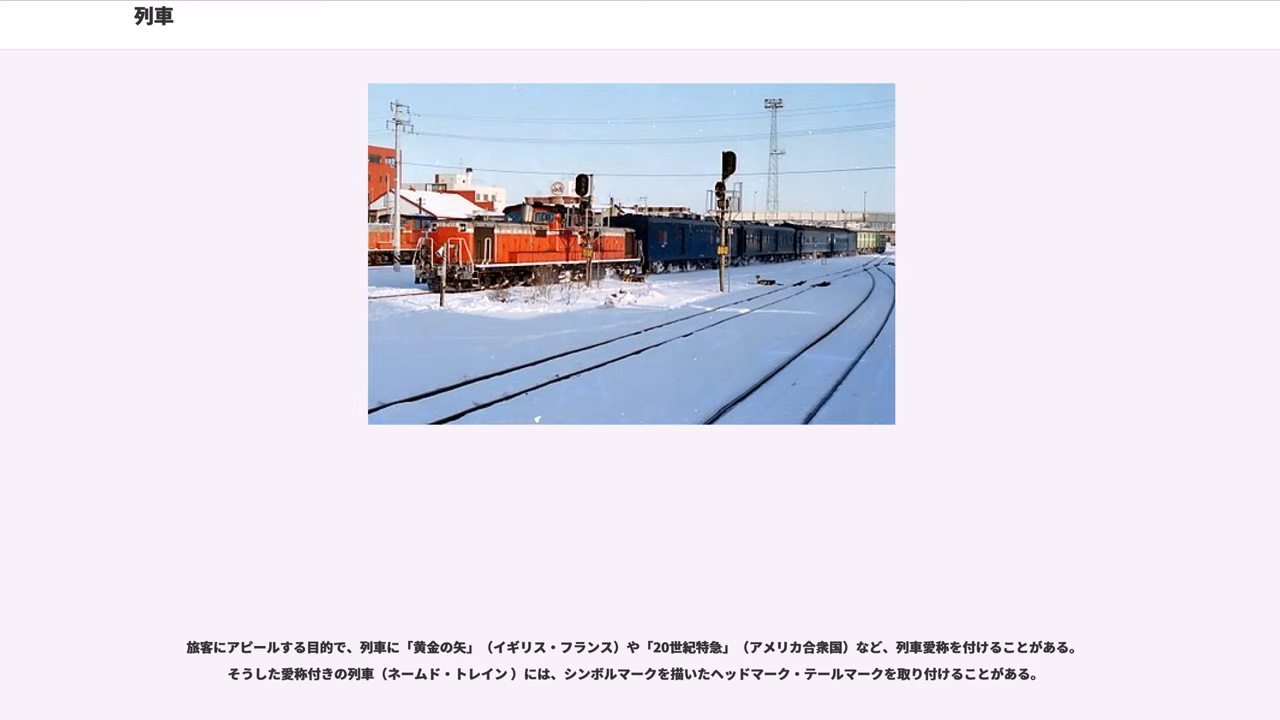 列車
旅客にアピールする目的で、列車に「黄金の矢」（イギリス・フランス）や「20世紀特急」（アメリカ合衆国）など、列車愛称を付けることがある。
そうした愛称付きの列車（ネームド・トレイン ）には、シンボルマークを描いたヘッドマーク・テールマークを取り付けることがある。